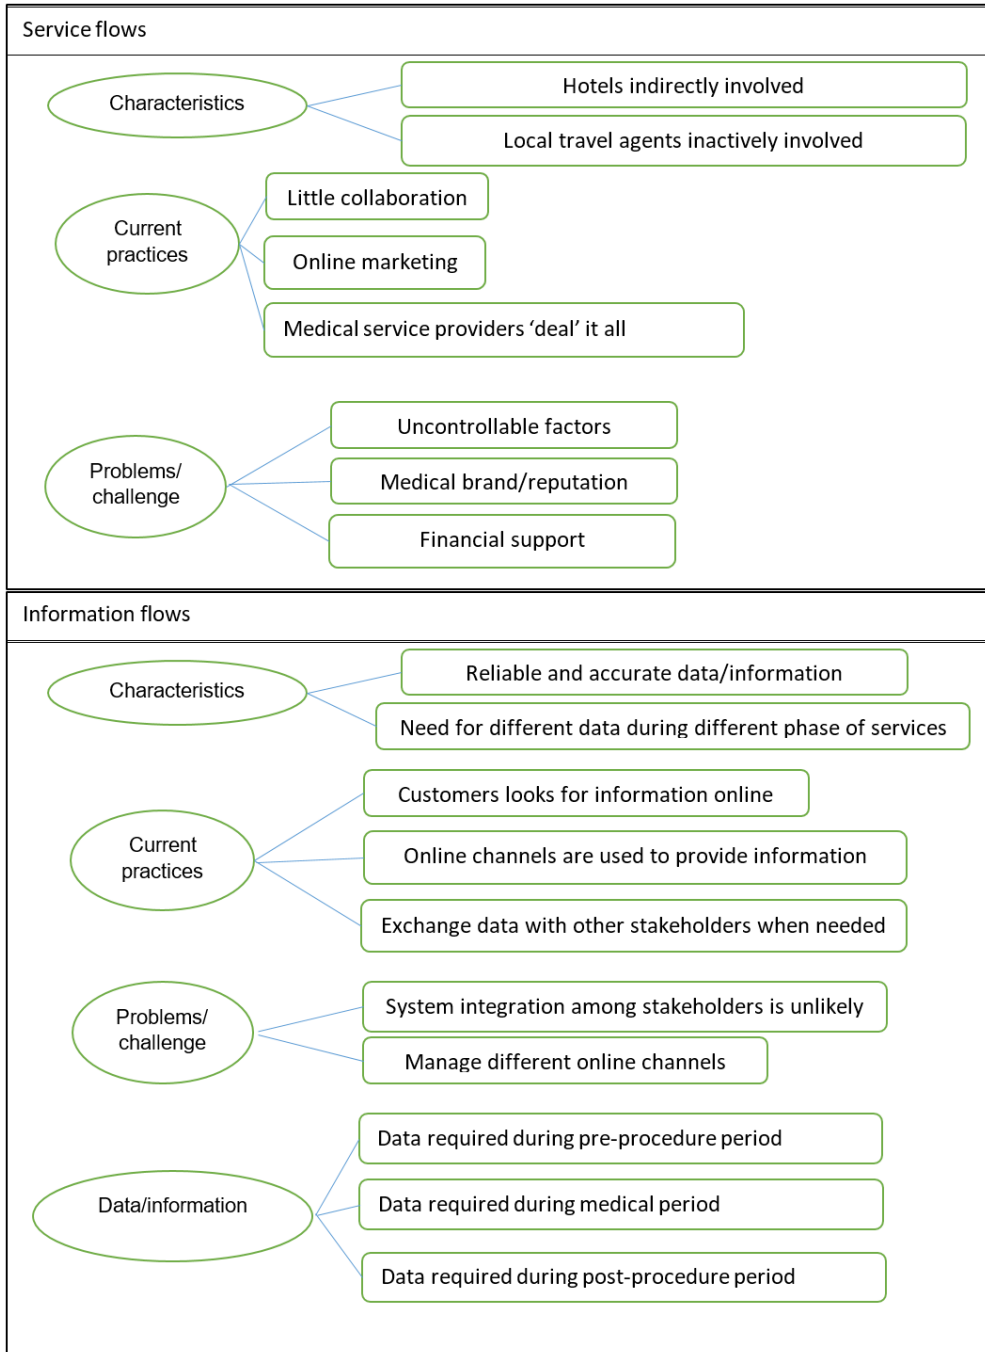 Service flows
Characteristics
Hotels indirectly involved
Local travel agents inactively involved
Current
practices
Little collaboration
Online marketing
Medical service providers ‘deal’ it all
Problems/
challenge
Uncontrollable factors
Medical brand/reputation
Financial support
Information flows
Characteristics
Reliable and accurate data/information
Need for different data during different phase of services
Current
practices
Customers looks for information online
Online channels are used to provide information
Exchange data with other stakeholders when needed
Problems/
challenge
System integration among stakeholders is unlikely
Manage different online channels
Data/information
Data required during pre-procedure period
Data required during medical period
Data required during post-procedure period